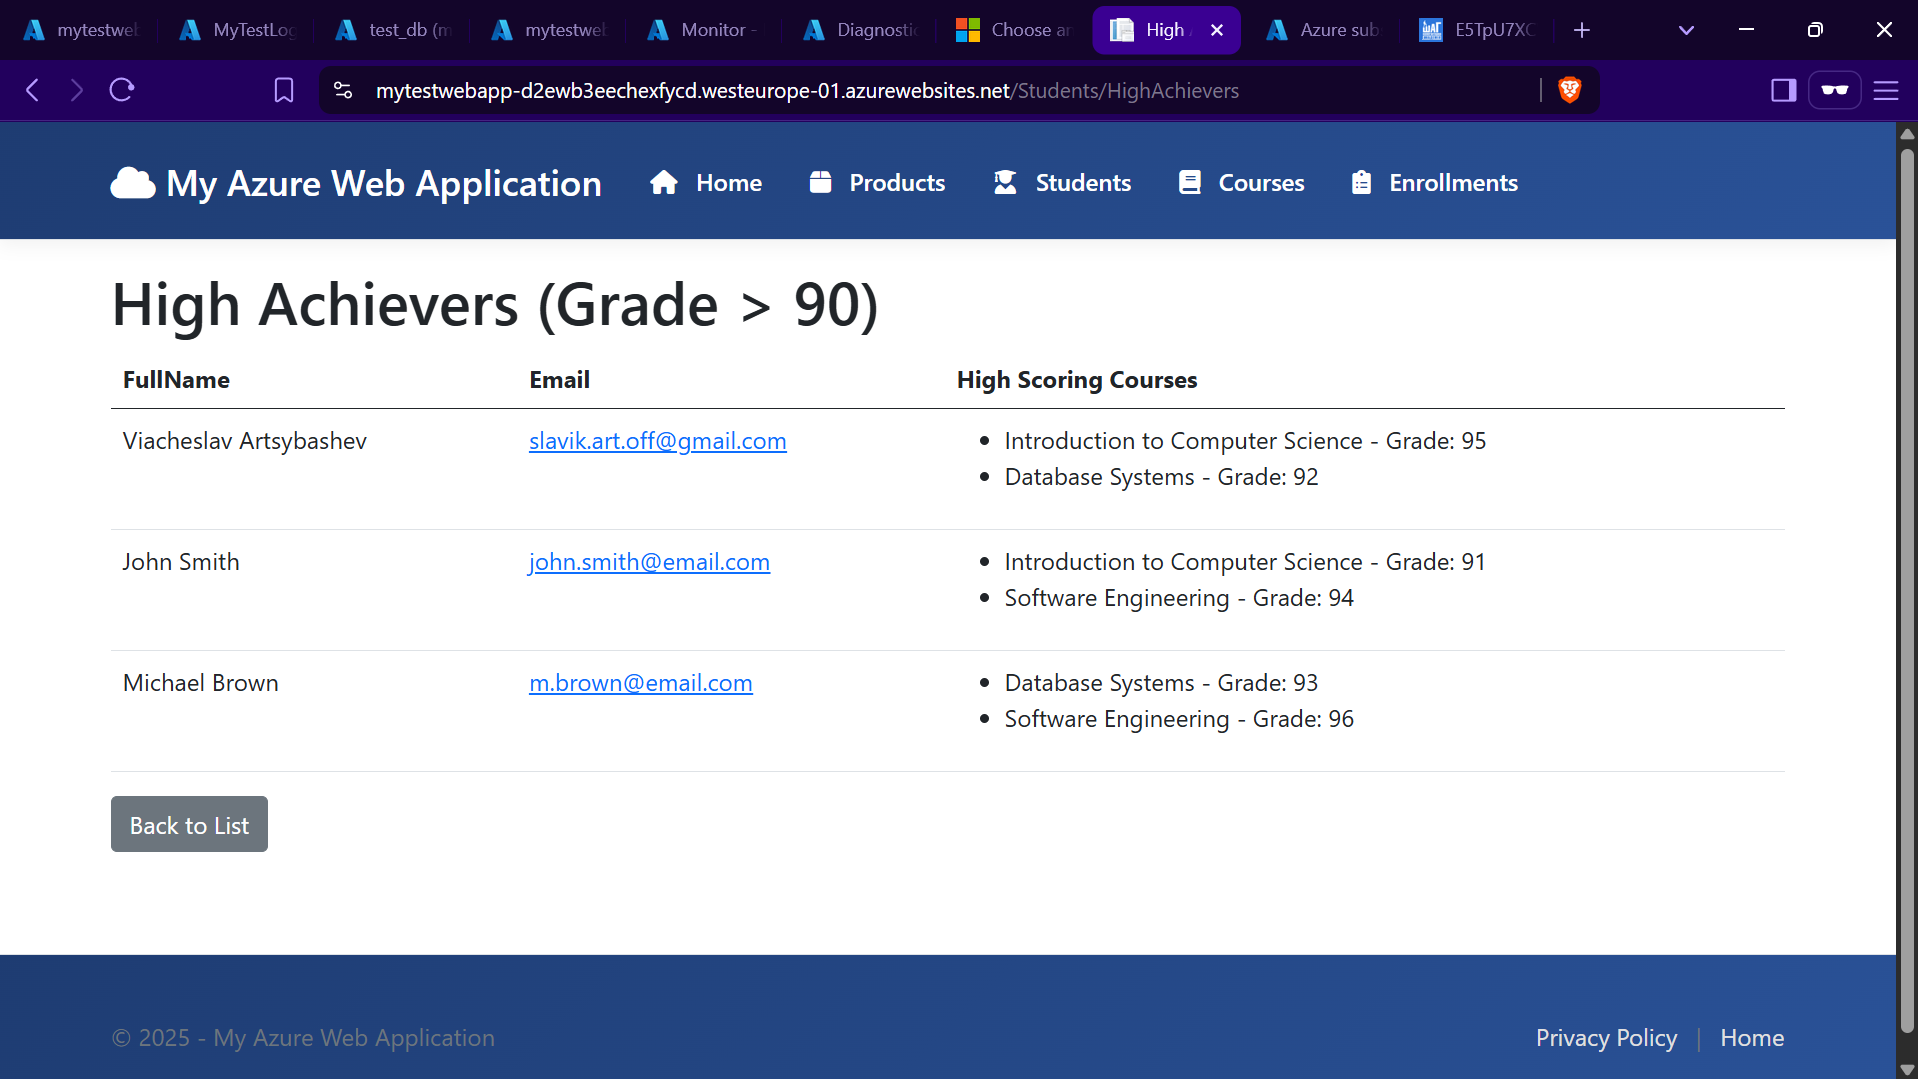 mytestweb
MyTestLog
test_db (m
mytestweb
Monitor -
Diagnostic
Choose an
High
Azure sub
E5TpU7XC
mytestwebapp-d2ewb3eechexfycd.westeurope-01.azurewebsites.net/Students/HighAchievers
My Azure Web Application
Home
Products
Students
Courses
Enrollments
High Achievers (Grade > 90)
FullName Email High Scoring Courses
Viacheslav Artsybashev slavik.art.off@gmail.com
• Introduction to Computer Science - Grade: 95
• Database Systems - Grade: 92
John Smith john.smith@email.com
• Introduction to Computer Science - Grade: 91
• Software Engineering - Grade: 94
Michael Brown m.brown@email.com
• Database Systems - Grade: 93
• Software Engineering - Grade: 96
Back to List
© 2025 - My Azure Web Application
Privacy Policy | Home